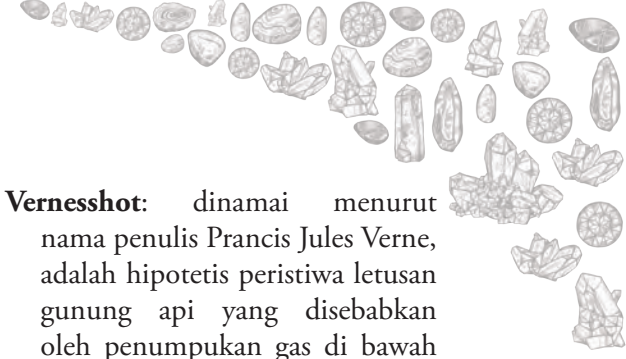 Vernesshot: dinamai menurut
nama penulis Prancis Jules Verne,
adalah hipotetis peristiwa letusan
gunung api yang disebabkan
oleh penumpukan gas di bawah